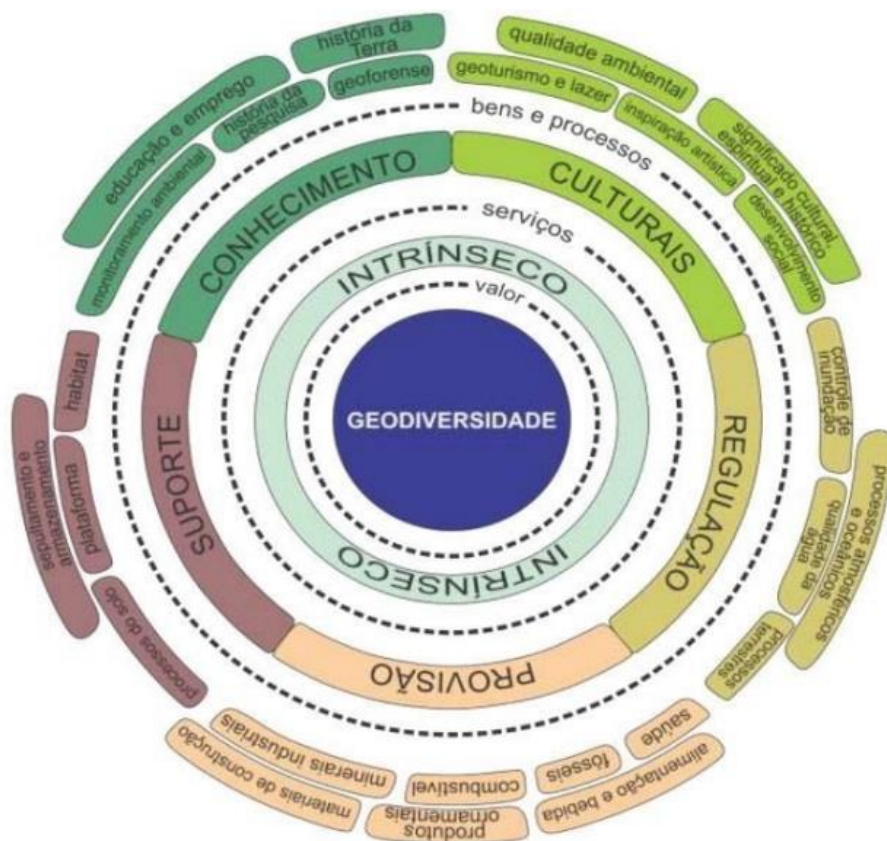 história da
Terra
educação e emprego
história da
pesquisa
geoforense
monitoramento ambiental
qualidade ambiental
geoturismo e lazer
inspiração artística
significado cultural,
espiritual e histórico
desenvolvimento
social
bens e processos
CONHECIMENTO
CULTURAIS
serviços
INTRÍNSECO
valor
GEODIVERSIDADE
INTRÍNSECO
SUPORTE
REGULAÇÃO
PROVISÃO
habitat
plataforma
sepultamento e
armazenamento
processos do solo
controle de
inundação
qualidade da
água
processos atmosféricos
e oceânicos
processos
terrestres
minerais industriais
materiais de construção
combustível
produtos
ornamentais
fósseis
saúde
alimentação e bebida